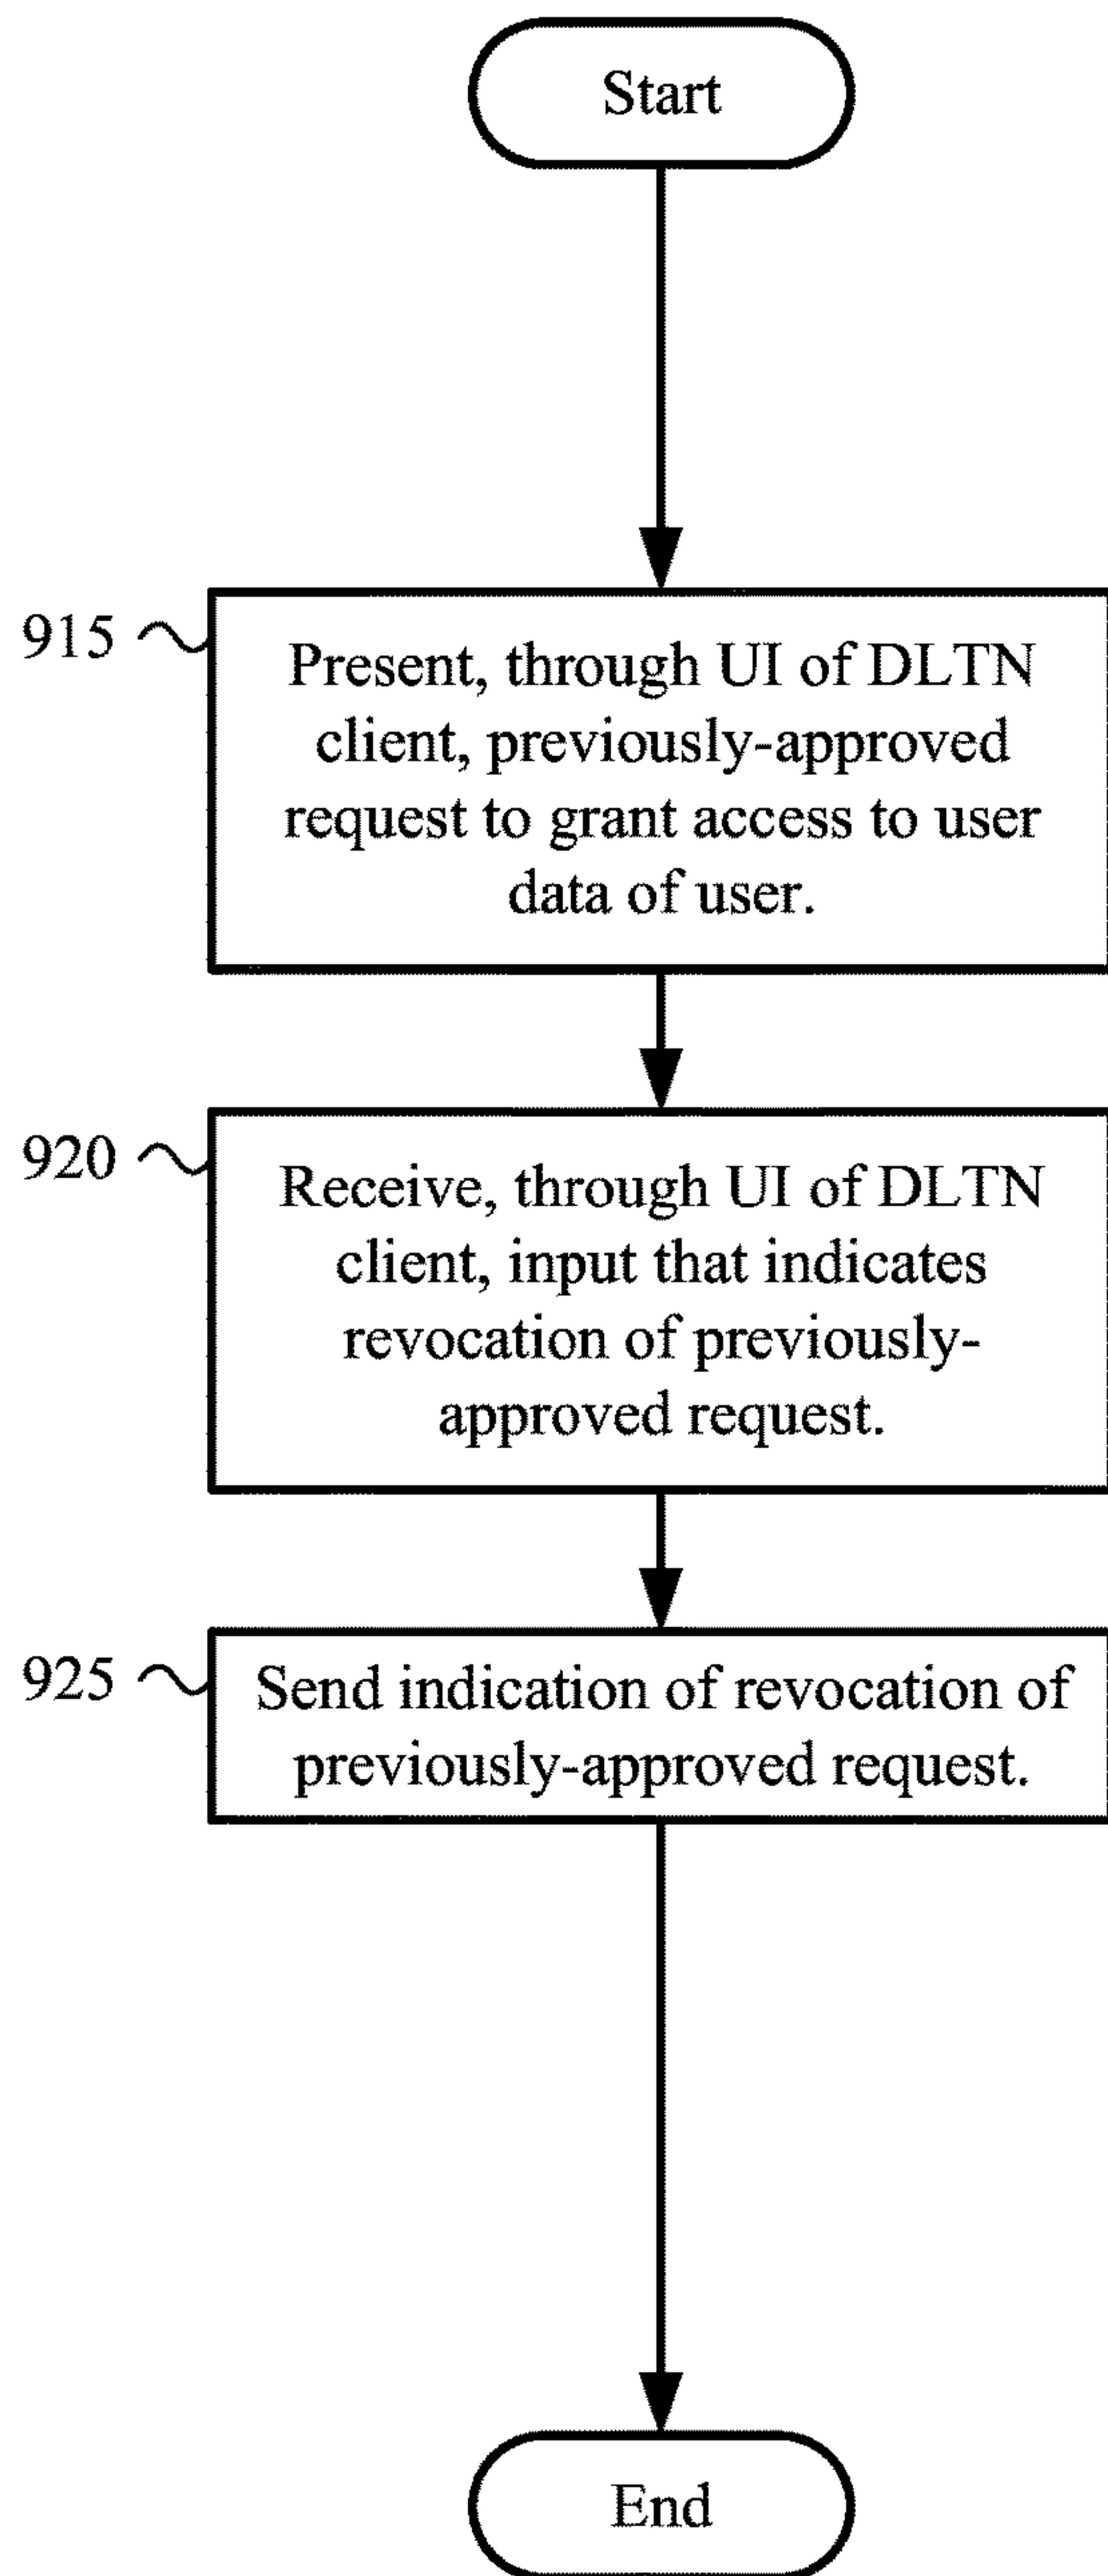 Start
915
Present, through UI of DLTN
client, previously-approved
request to grant access to user
data of user.
920
Receive, through UI of DLTN
client, input that indicates
revocation of previously-
approved request.
925
Send indication of revocation of
previously-approved request.
End